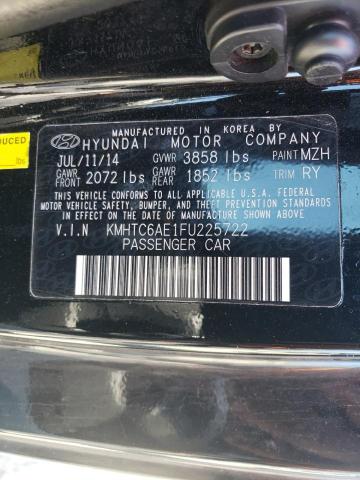 MANUFACTURED IN KOREA BY
HYUNDAI MOTOR COMPANY
JUL/11/14 GVWR 3858 lbs PAINT MZH
GAWR FRONT 2072 lbs GAWR REAR 1852 lbs TRIM RY
THIS VEHICLE CONFORMS TO ALL APPLICABLE U.S.A. FEDERAL
MOTOR VEHICLE SAFETY, BUMPER, AND THEFT PREVENTION
STANDARDS IN EFFECT ON THE DATE OF MANUFACTURE SHOWN
ABOVE.
V.I.N KMHTC6AE1FU225722
PASSENGER CAR
DUCED
lbs